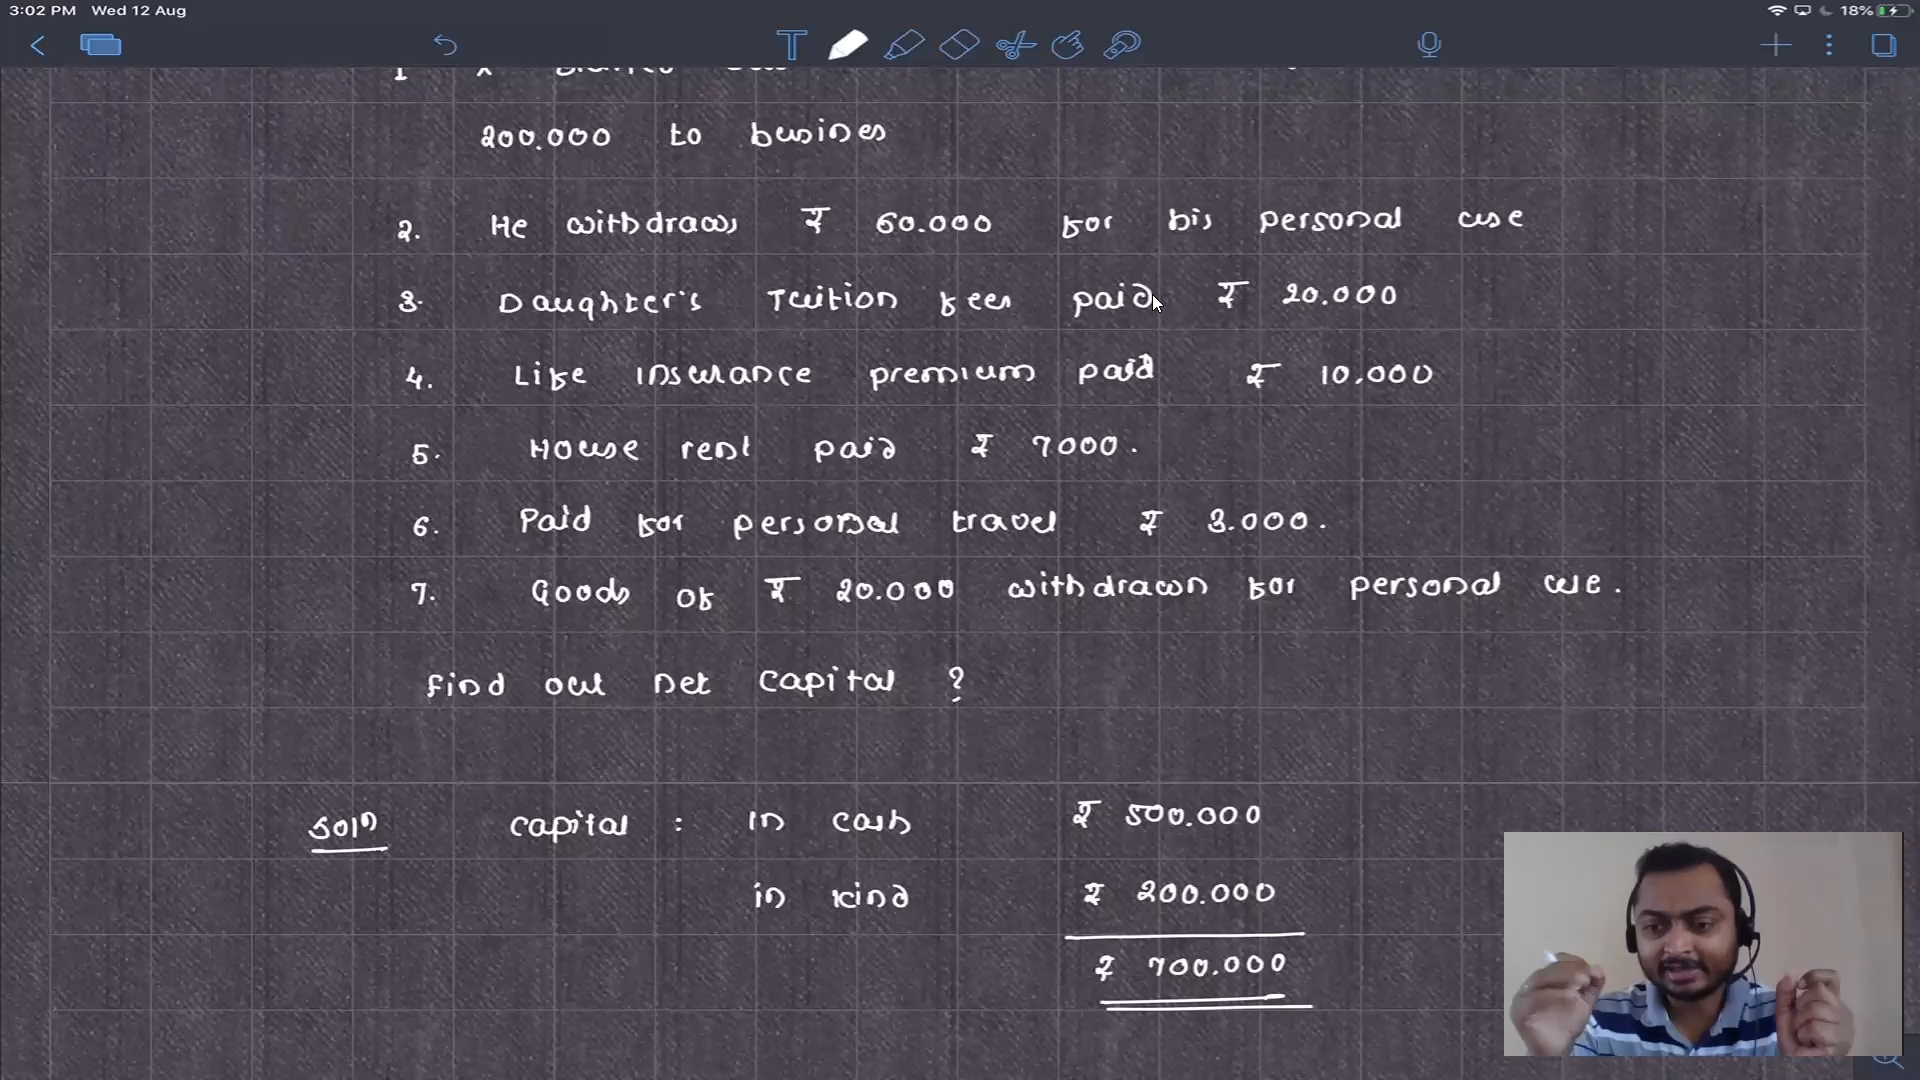 3:02 PM Wed 12 Aug
18%
200.000 to busines
2. He withdraws ₹ 60.000 for his personal use
3. Daughter's Tuition fees paid ₹ 20.000
4. Life insurance premium paid ₹ 10.000
5. House rent paid ₹ 7000.
6. Paid for personal travel ₹ 3.000.
7. Goods of ₹ 20.000 withdrawn for personal use.
Find out net capital ?
Soln capital : in cash ₹ 500.000
in kind ₹ 200.000
₹ 700.000